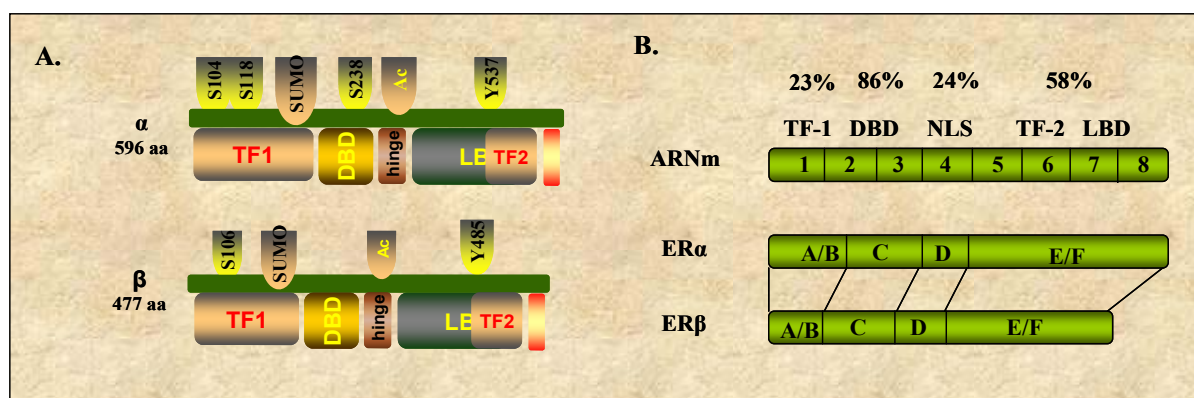 A.
S104 S118 SUMO S238 Ac Y537
α
596 aa
TF1 DBD hinge LB TF2
S106 SUMO Ac Y485
β
477 aa
TF1 DBD hinge LB TF2
B.
23% 86% 24% 58%
TF-1 DBD NLS TF-2 LBD
ARNm 1 2 3 4 5 6 7 8
ERα A/B C D E/F
ERβ A/B C D E/F